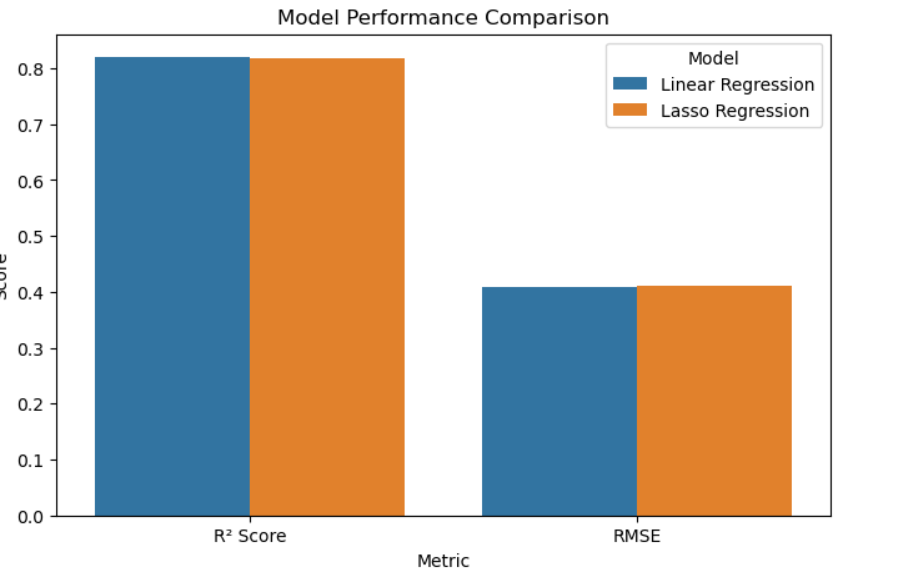 Model Performance Comparison
Model
Linear Regression
Lasso Regression
0.8
0.7
0.6
0.5
0.4
0.3
0.2
0.1
0.0
Score
R² Score
RMSE
Metric